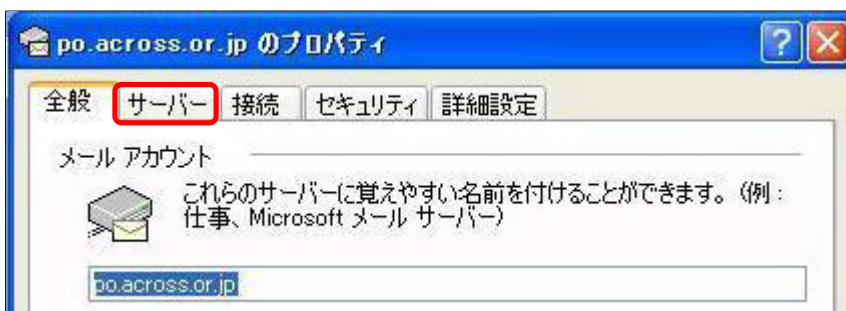 po.across.or.jp のプロパティ
全般 サーバー 接続 セキュリティ 詳細設定
メール アカウント
これらのサーバーに覚えやすい名前を付けることができます。(例:
仕事、Microsoft メール サーバー)
po.across.or.jp